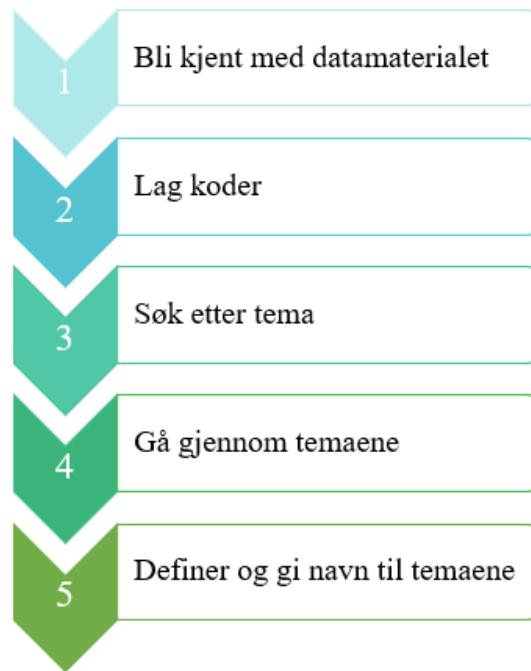 1
Bli kjent med datamaterialet
2
Lag koder
3
Søk etter tema
4
Gå gjennom temaene
5
Definer og gi navn til temaene